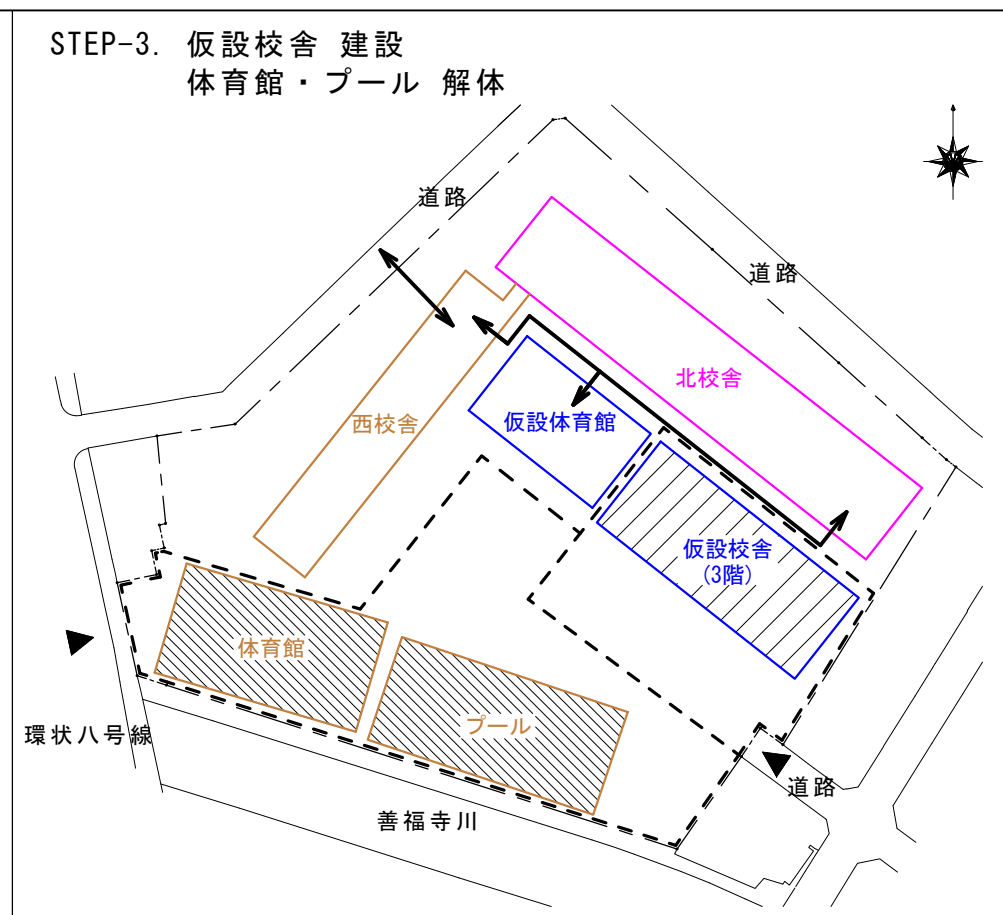 STEP-3. 仮設校舎 建設
体育館・プール 解体
道路
道路
北校舎
西校舎
仮設体育館
仮設校舎
(3階)
体育館
プール
環状八号線
道路
善福寺川